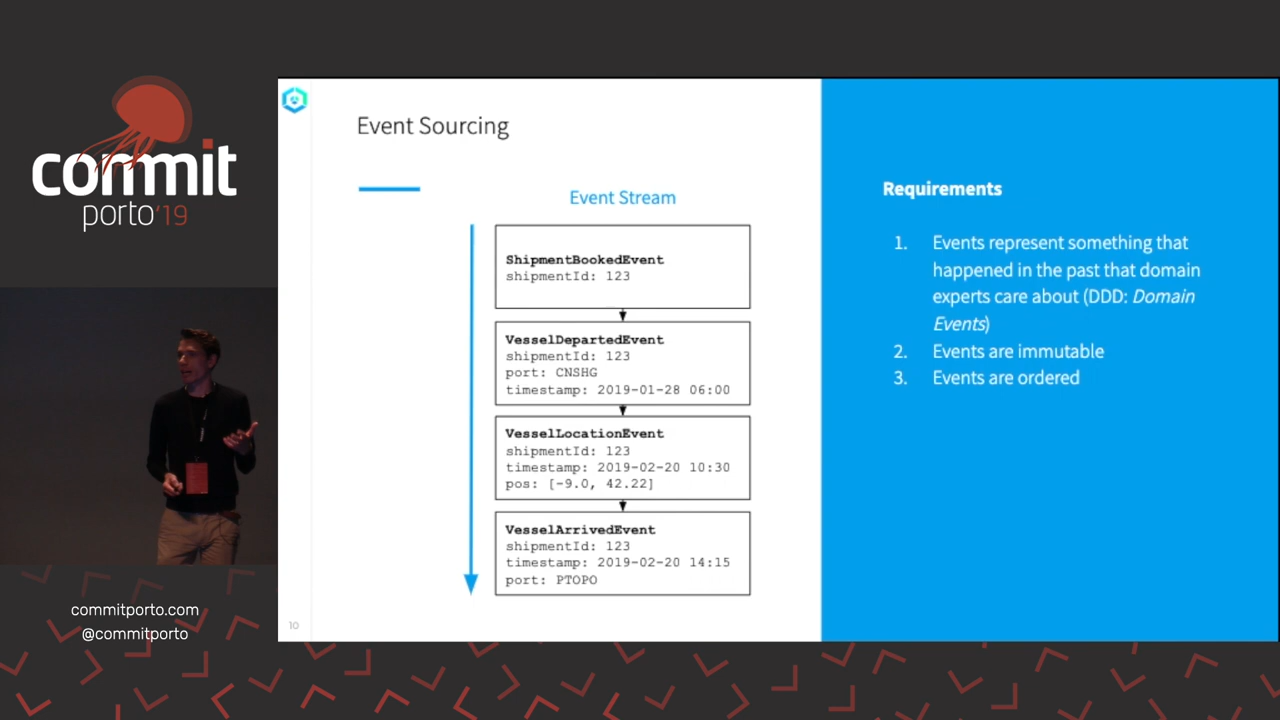 commit
porto'19
commitporto.com
@commitporto
Event Sourcing
Event Stream
ShipmentBookedEvent
shipmentId: 123
VesselDepartedEvent
shipmentId: 123
port: CNSHG
timestamp: 2019-01-28 06:00
VesselLocationEvent
shipmentId: 123
timestamp: 2019-02-20 10:30
pos: [-9.0, 42.22]
VesselArrivedEvent
shipmentId: 123
timestamp: 2019-02-20 14:15
port: PTOPO
10
Requirements
1. Events represent something that
happened in the past that domain
experts care about (DDD: Domain
Events)
2. Events are immutable
3. Events are ordered